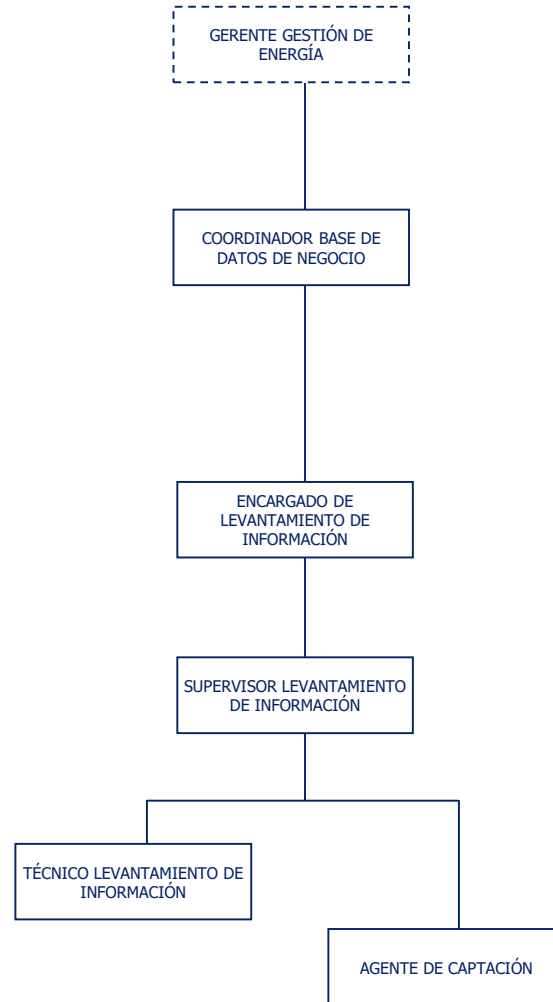 GERENTE GESTIÓN DE
ENERGÍA
COORDINADOR BASE DE
DATOS DE NEGOCIO
ENCARGADO DE
LEVANTAMIENTO DE
INFORMACIÓN
SUPERVISOR LEVANTAMIENTO
DE INFORMACIÓN
TÉCNICO LEVANTAMIENTO DE
INFORMACIÓN
AGENTE DE CAPTACIÓN